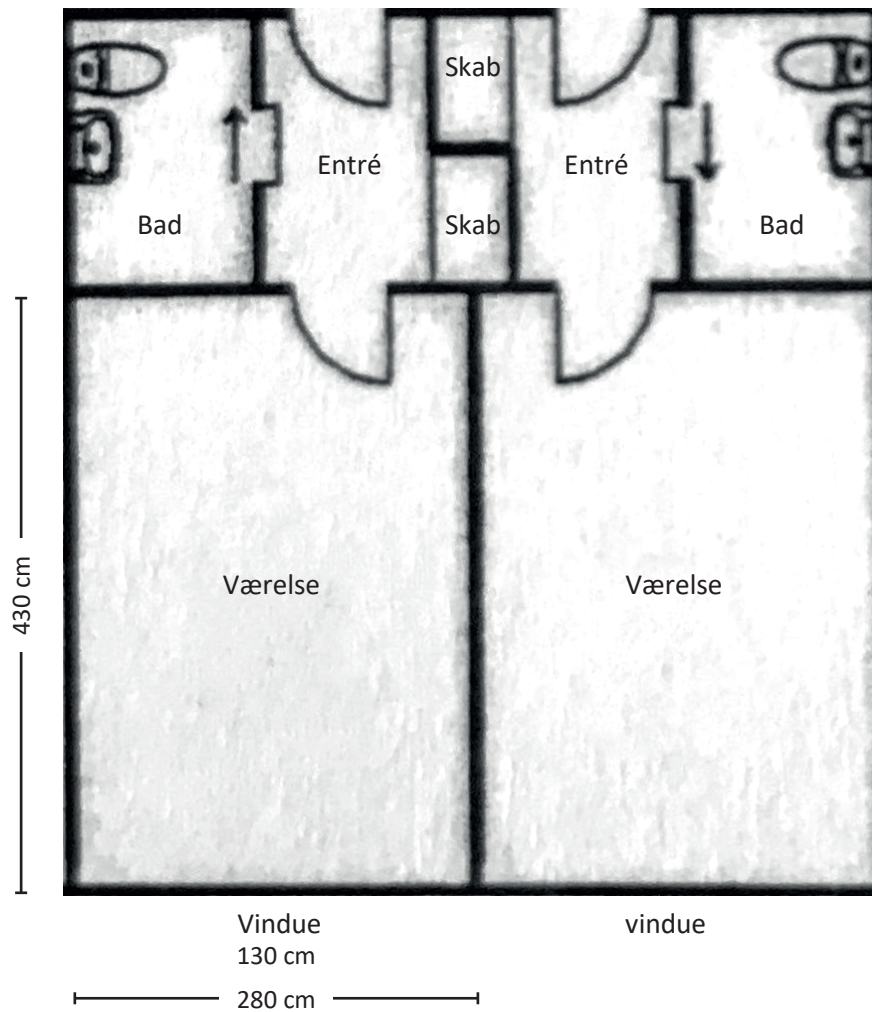 Skab
Entré
Entré
Bad
Skab
Bad
430 cm
Værelse
Værelse
Vindue
vindue
130 cm
280 cm